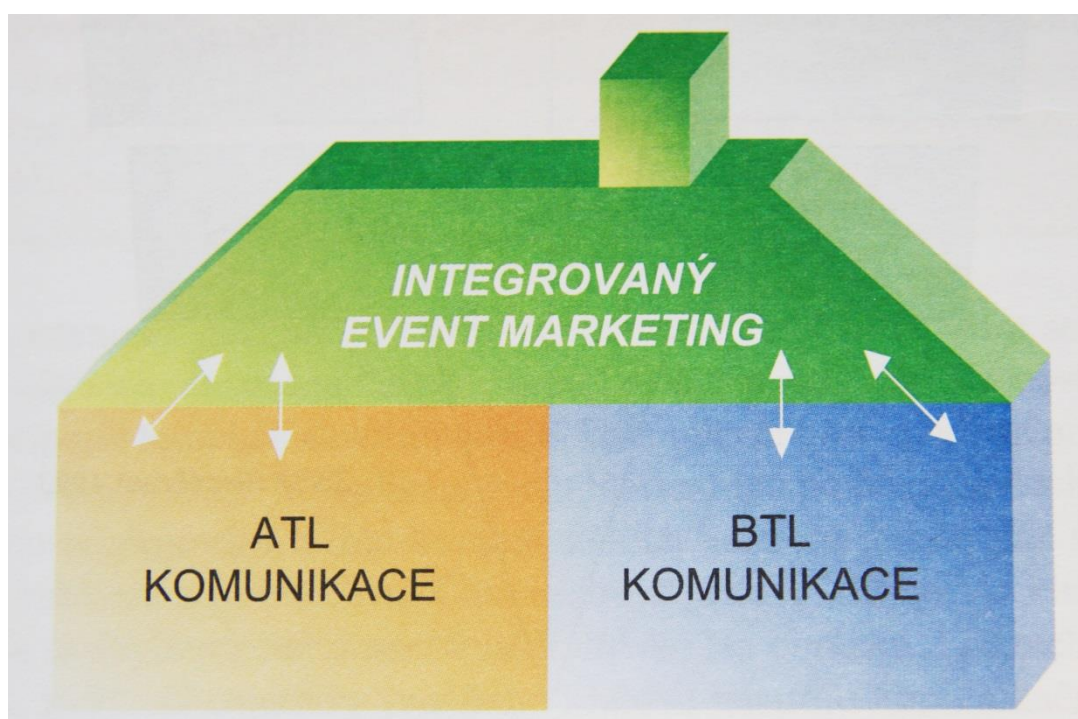 INTEGROVANÝ
EVENT MARKETING
ATL
KOMUNIKACE
BTL
KOMUNIKACE